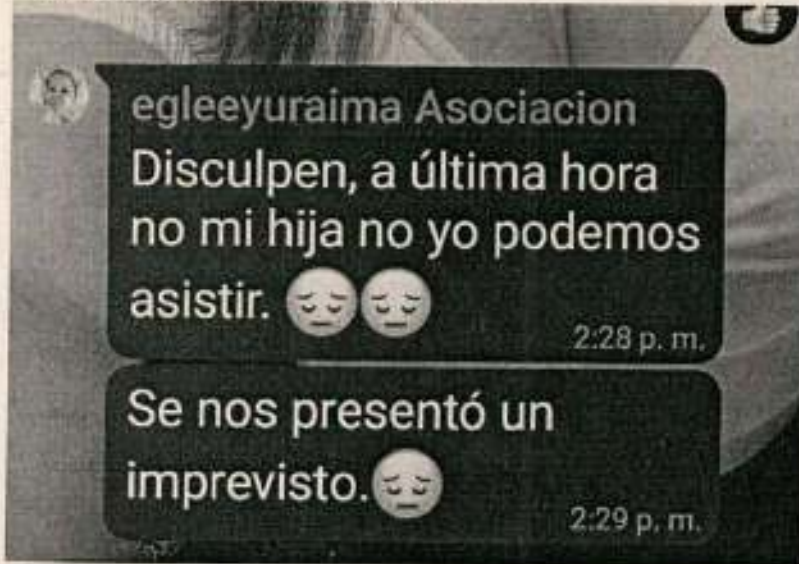 egleeyuraima Asociacion
Disculpen, a última hora
no mi hija no yo podemos
asistir. 😔😔
2:28 p. m.
Se nos presentó un
imprevisto.😔
2:29 p. m.